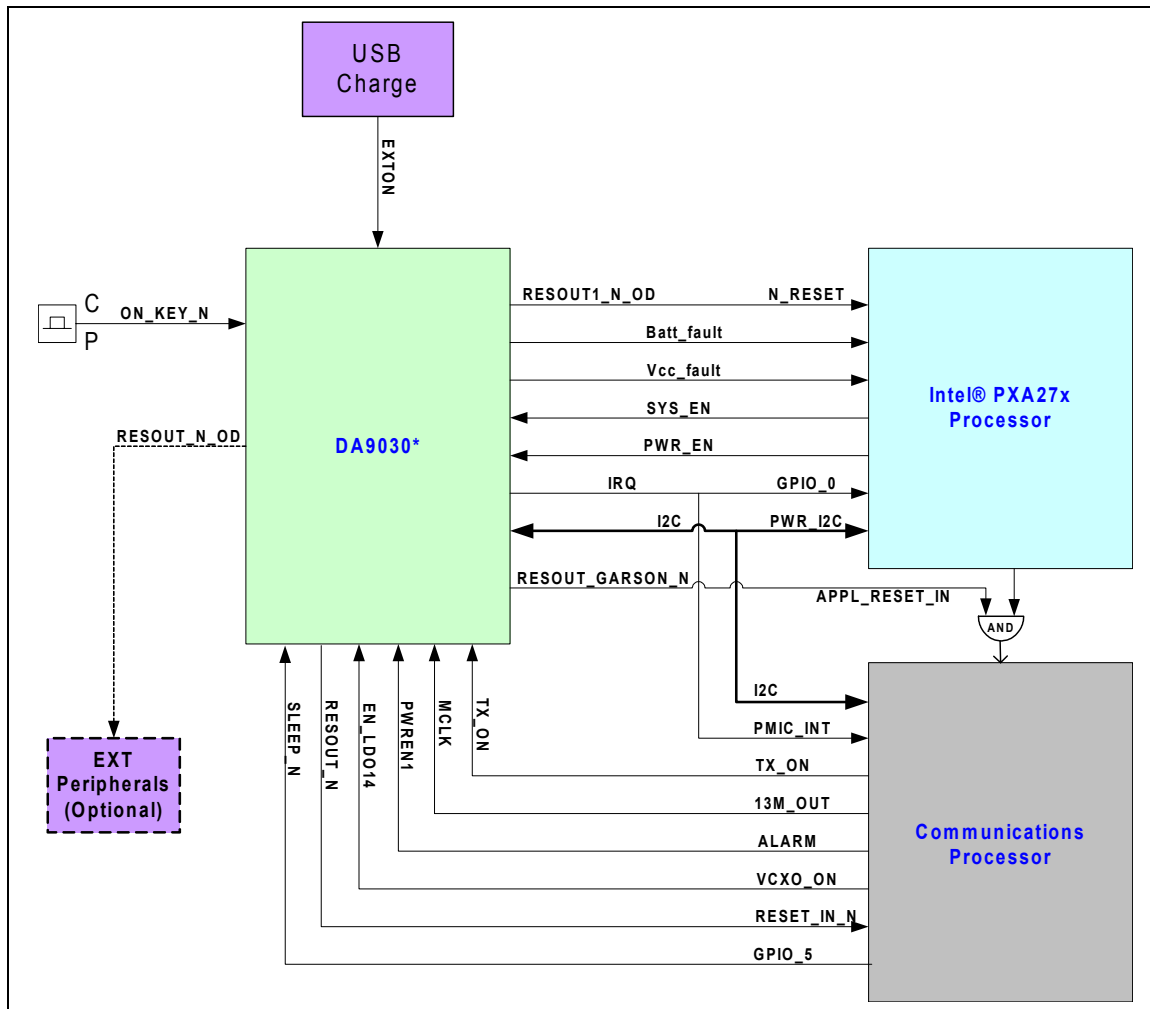 USB
Charge
EXTON
C
ON_KEY_N
P
RESOUT1_N_OD
N_RESET
Batt_fault
Vcc_fault
SYS_EN
PWR_EN
IRQ
GPIO_0
I2C
PWR_I2C
RESOUT_GARSON_N
APPL_RESET_IN
DA9030*
Intel® PXA27x
Processor
RESOUT_N_OD
AND
EXT
Peripherals
(Optional)
SLEEP_N
RESOUT_N
EN_LDO14
PWREN1
MCLK
TX_ON
I2C
PMIC_INT
TX_ON
13M_OUT
ALARM
VCXO_ON
RESET_IN_N
GPIO_5
Communications
Processor